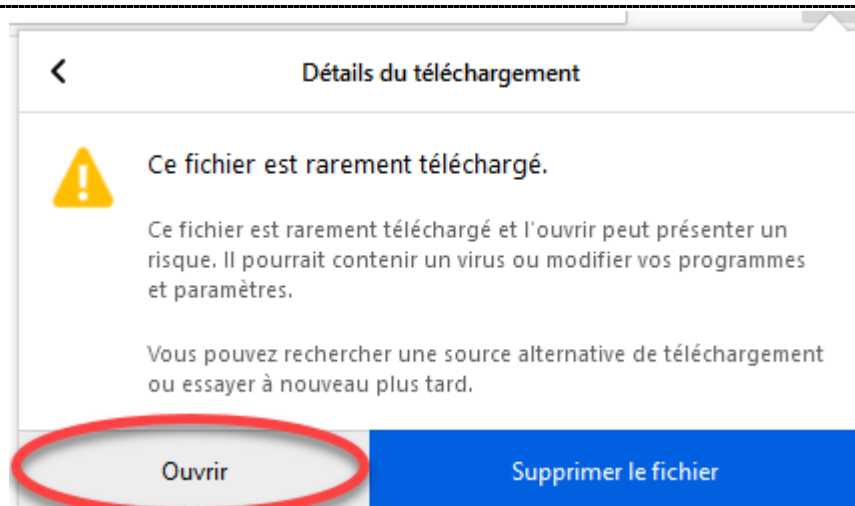 Détails du téléchargement
Ce fichier est rarement téléchargé.
Ce fichier est rarement téléchargé et l'ouvrir peut présenter un
risque. Il pourrait contenir un virus ou modifier vos programmes
et paramètres.
Vous pouvez rechercher une source alternative de téléchargement
ou essayer à nouveau plus tard.
Ouvrir
Supprimer le fichier